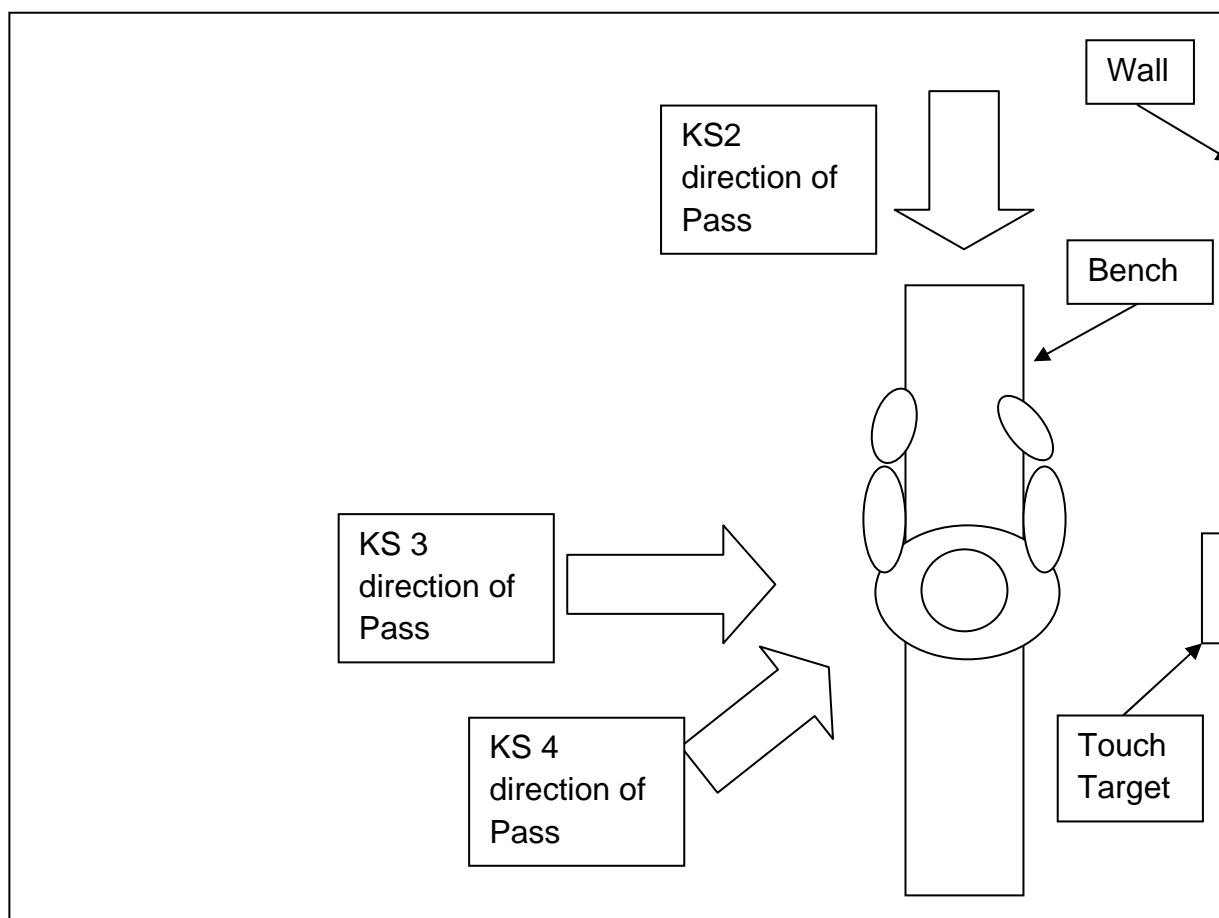 Wall
KS2
direction of
Pass
Bench
KS 3
direction of
Pass
KS 4
direction of
Pass
Touch
Target